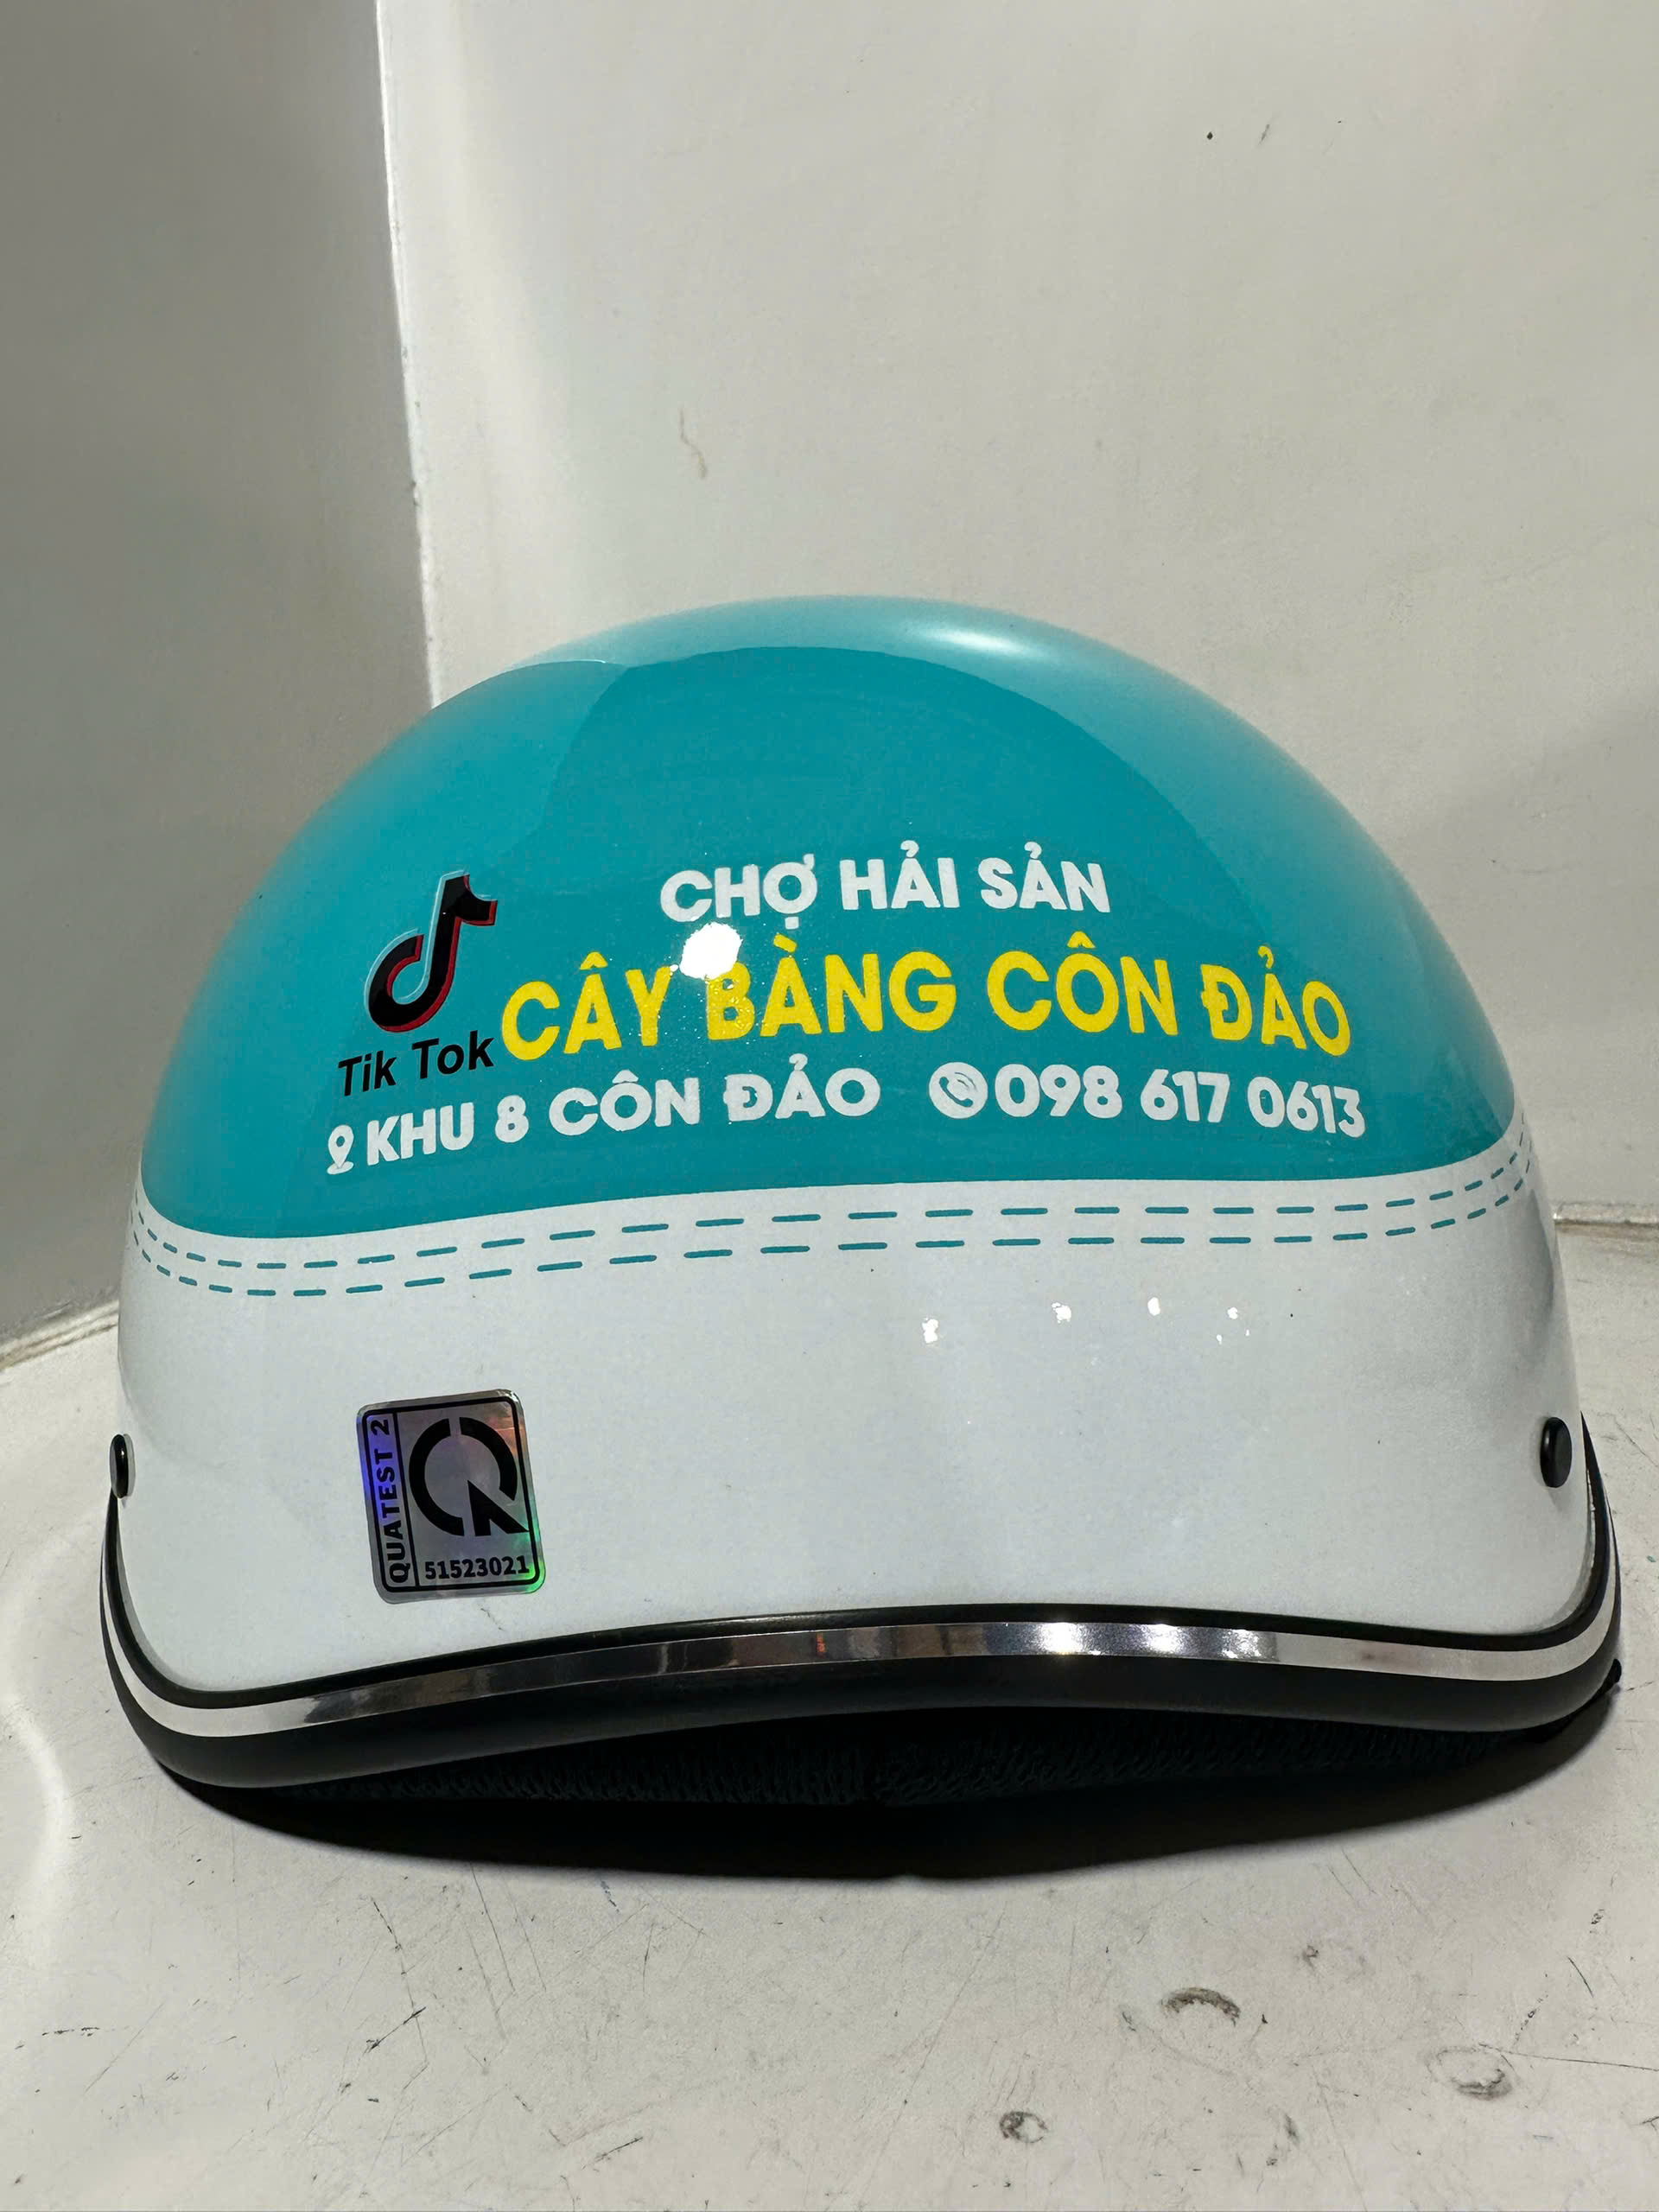 CHỢ HẢI SẢN
CÂY BÀNG CÔN ĐẢO
Tik Tok
KHU 8 CÔN ĐẢO 098 617 0613
QUATEST 2
51523021